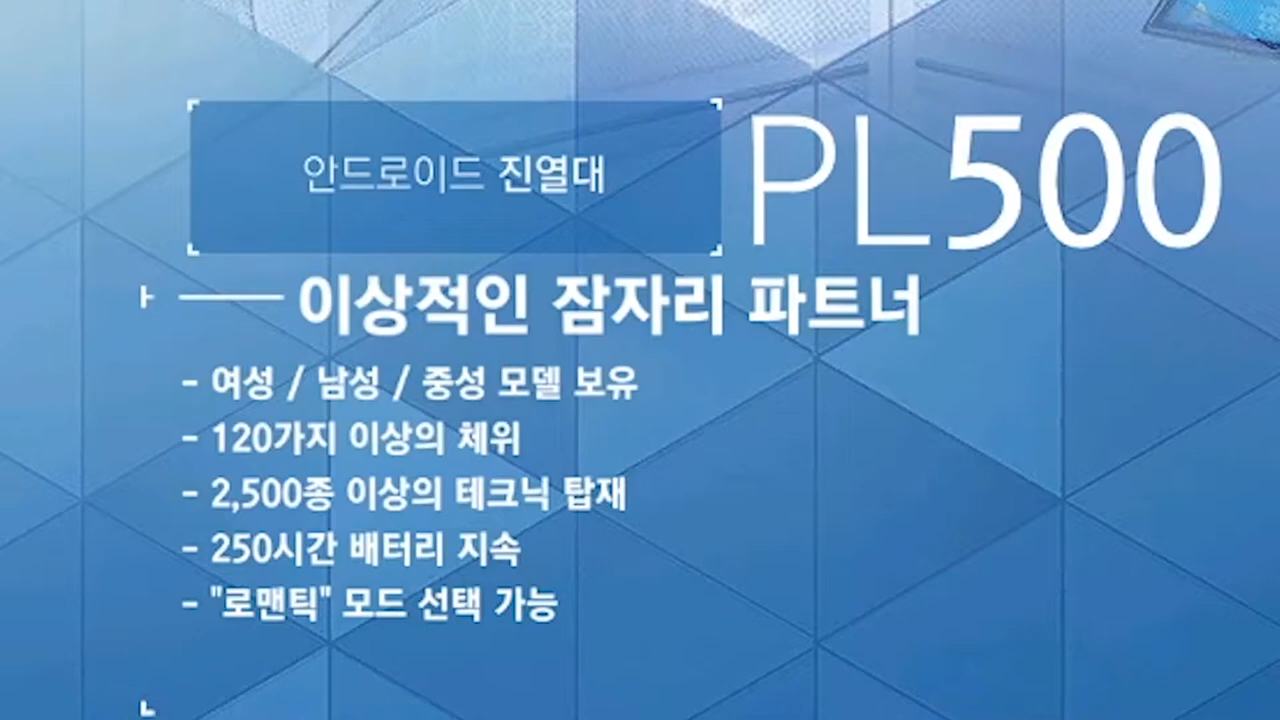 안드로이드 진열대
PL500
이상적인 잠자리 파트너
- 여성 / 남성 / 중성 모델 보유
- 120가지 이상의 체위
- 2,500종 이상의 테크닉 탑재
- 250시간 배터리 지속
- "로맨틱" 모드 선택 가능